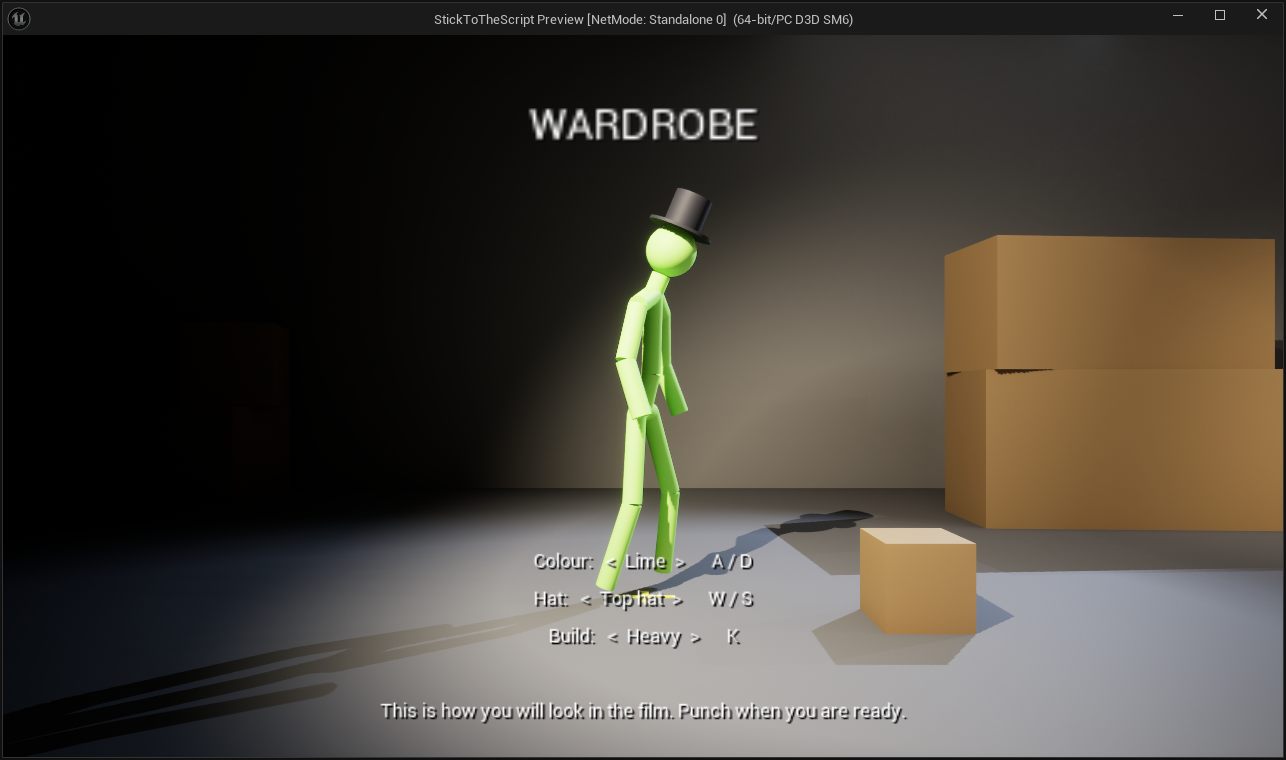 StickToTheScript Preview [NetMode: Standalone 0] (64-bit/PC D3D SM6)
WARDROBE
Colour: < Lime > A / D
Hat: < Top hat > W / S
Build: < Heavy > K
This is how you will look in the film. Punch when you are ready.